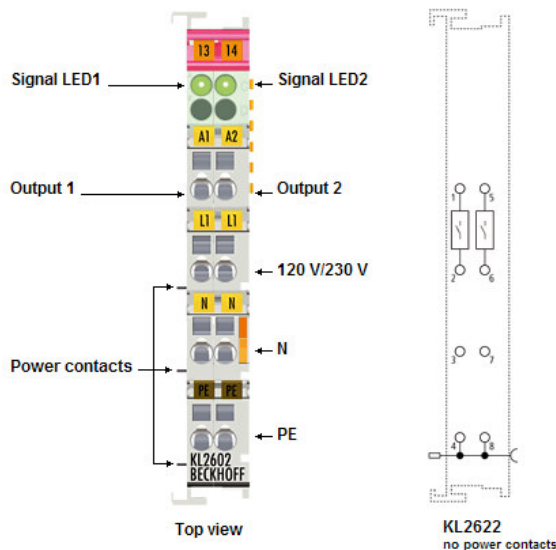 13 14
Signal LED1
Signal LED2
A1 A2
Output 1
Output 2
L1 L1
120 V/230 V
N N
N
Power contacts
PE PE
PE
KL2602
BECKHOFF
Top view
1 5
2 6
3 7
4 8
KL2622
no power contacts